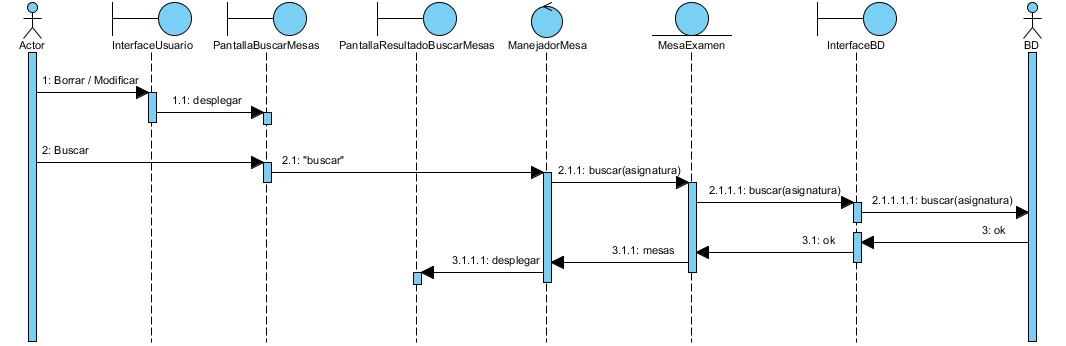 Actor
InterfaceUsuario
PantallaBuscarMesas
PantallaResultadoBuscarMesas
ManejadorMesa
MesaExamen
InterfaceBD
BD
1: Borrar / Modificar
1.1: desplegar
2: Buscar
2.1: "buscar"
2.1.1: buscar(asignatura)
2.1.1.1: buscar(asignatura)
2.1.1.1.1: buscar(asignatura)
3: ok
3.1: ok
3.1.1: mesas
3.1.1.1: desplegar